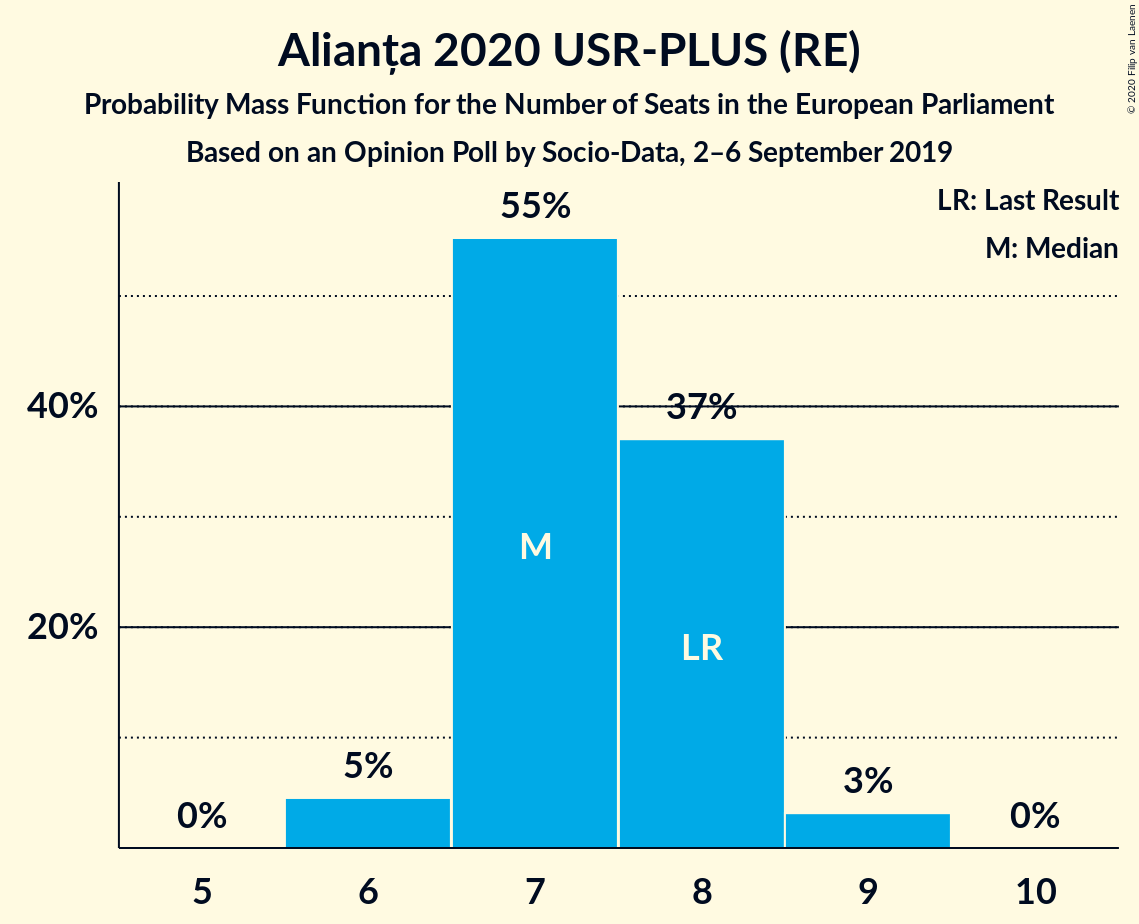 Alianța 2020 USR-PLUS (RE)
Probability Mass Function for the Number of Seats in the European Parliament
Based on an Opinion Poll by Socio-Data, 2–6 September 2019
© 2020 Filip van Laenen
LR: Last Result
M: Median
55%
40%
37%
M
20%
LR
5%
3%
0%
0%
5
6
7
8
9
10